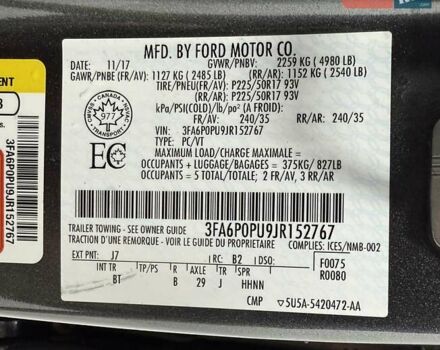 MFD. BY FORD MOTOR CO.
DATE: 11/17 GVWR/PNBV: 2259 KG ( 4980 LB)
GAWR/PNBE (FR/AV): 1127 KG ( 2485 LB) (RR/AR): 1152 KG ( 2540 LB)
TIRE/PNEU(FR/AV): P225/50R17 93V
(RR/AR): P225/50R17 93V
kPa/PSI(COLD)/lb/po² (A FROID):
FR/AV: 240/35 RR/AR: 240/35
VIN: 3FA6P0PU9JR152767
TYPE: PC/VT
MAXIMUM LOAD/CHARGE MAXIMALE =
OCCUPANTS + LUGGAGE/BAGAGES = 375KG/ 827LB
OCCUPANTS = 5 TOTAL/TOTALE; 2 FR/AV, 3 RR/AR
CANADA
977
EC
3FA6P0PU9JR152767
TRAILER TOWING - SEE OWNER GUIDE
TRACTION D'UNE REMORQUE - VOIR LE GUIDE DU PROPRIETAIRE
COMPLIES: ICES/NMB-002
EXT PNT: J7 RC: B2 DSO: F0075
R0080
INT TR TP/PS R AXLE TR SPR
BT B 29 J HHNN
CMP 5U5A-5420472-AA
3FA6P0PU9JR152767